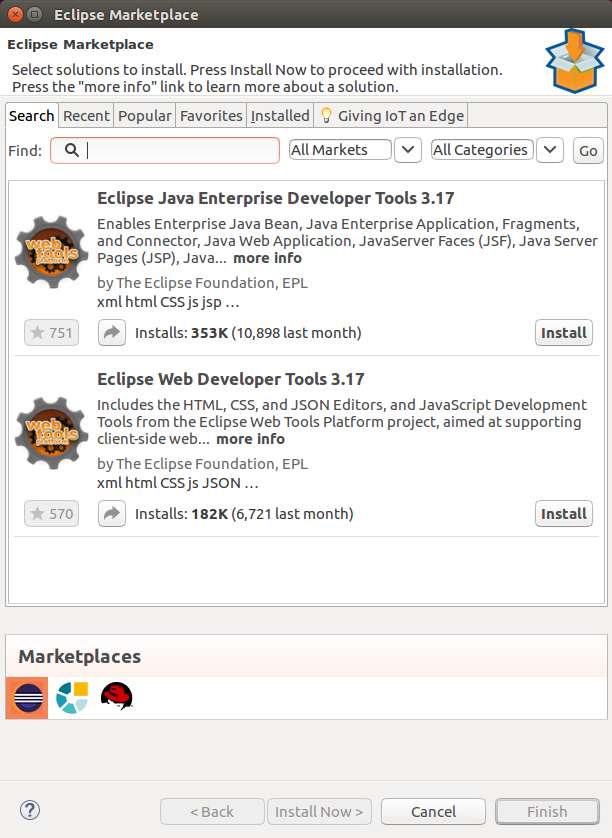 Eclipse Marketplace
Eclipse Marketplace
Select solutions to install. Press Install Now to proceed with installation.
Press the "more info" link to learn more about a solution.
Search Recent Popular Favorites Installed Giving IoT an Edge
Find: All Markets All Categories Go
Eclipse Java Enterprise Developer Tools 3.17
Enables Enterprise Java Bean, Java Enterprise Application, Fragments,
and Connector, Java Web Application, JavaServer Faces (JSF), Java Server
Pages (JSP), Java... more info
web
tools
platform
by The Eclipse Foundation, EPL
xml html CSS js jsp ...
751 Installs: 353K (10,898 last month) Install
Eclipse Web Developer Tools 3.17
Includes the HTML, CSS, and JSON Editors, and JavaScript Development
Tools from the Eclipse Web Tools Platform project, aimed at supporting
client-side web... more info
web
tools
platform
by The Eclipse Foundation, EPL
xml html CSS js JSON ...
570 Installs: 182K (6,721 last month) Install
Marketplaces
? < Back Install Now > Cancel Finish